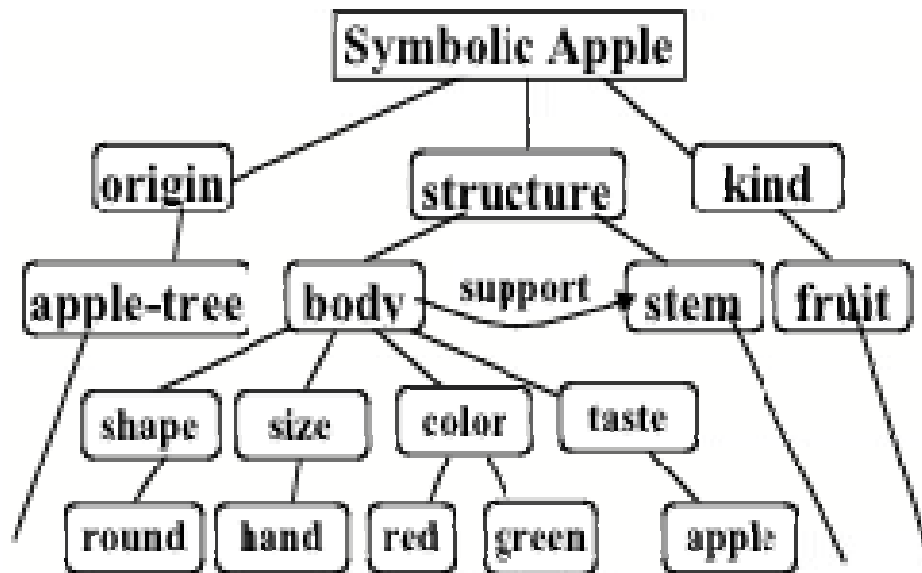 Symbolic Apple
origin
structure
kind
apple-tree
body
support
stem
fruit
shape
size
color
taste
round
hand
red
green
apple